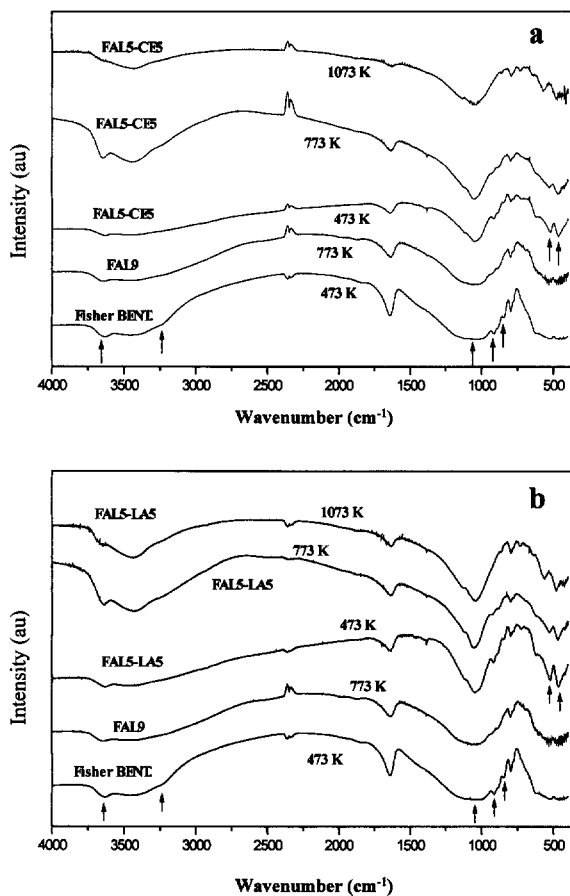 a
FAL5-CE5
1073 K
FAL5-CE5
773 K
FAL5-CE5
473 K
FAL9
773 K
Fisher BENT.
473 K
Intensity (au)
4000 3500 3000 2500 2000 1500 1000 500
Wavenumber (cm⁻¹)
b
FAL5-LA5
1073 K
773 K
FAL5-LA5
FAL5-LA5
473 K
FAL9
773 K
Fisher BENT.
473 K
Intensity (au)
4000 3500 3000 2500 2000 1500 1000 500
Wavenumber (cm⁻¹)